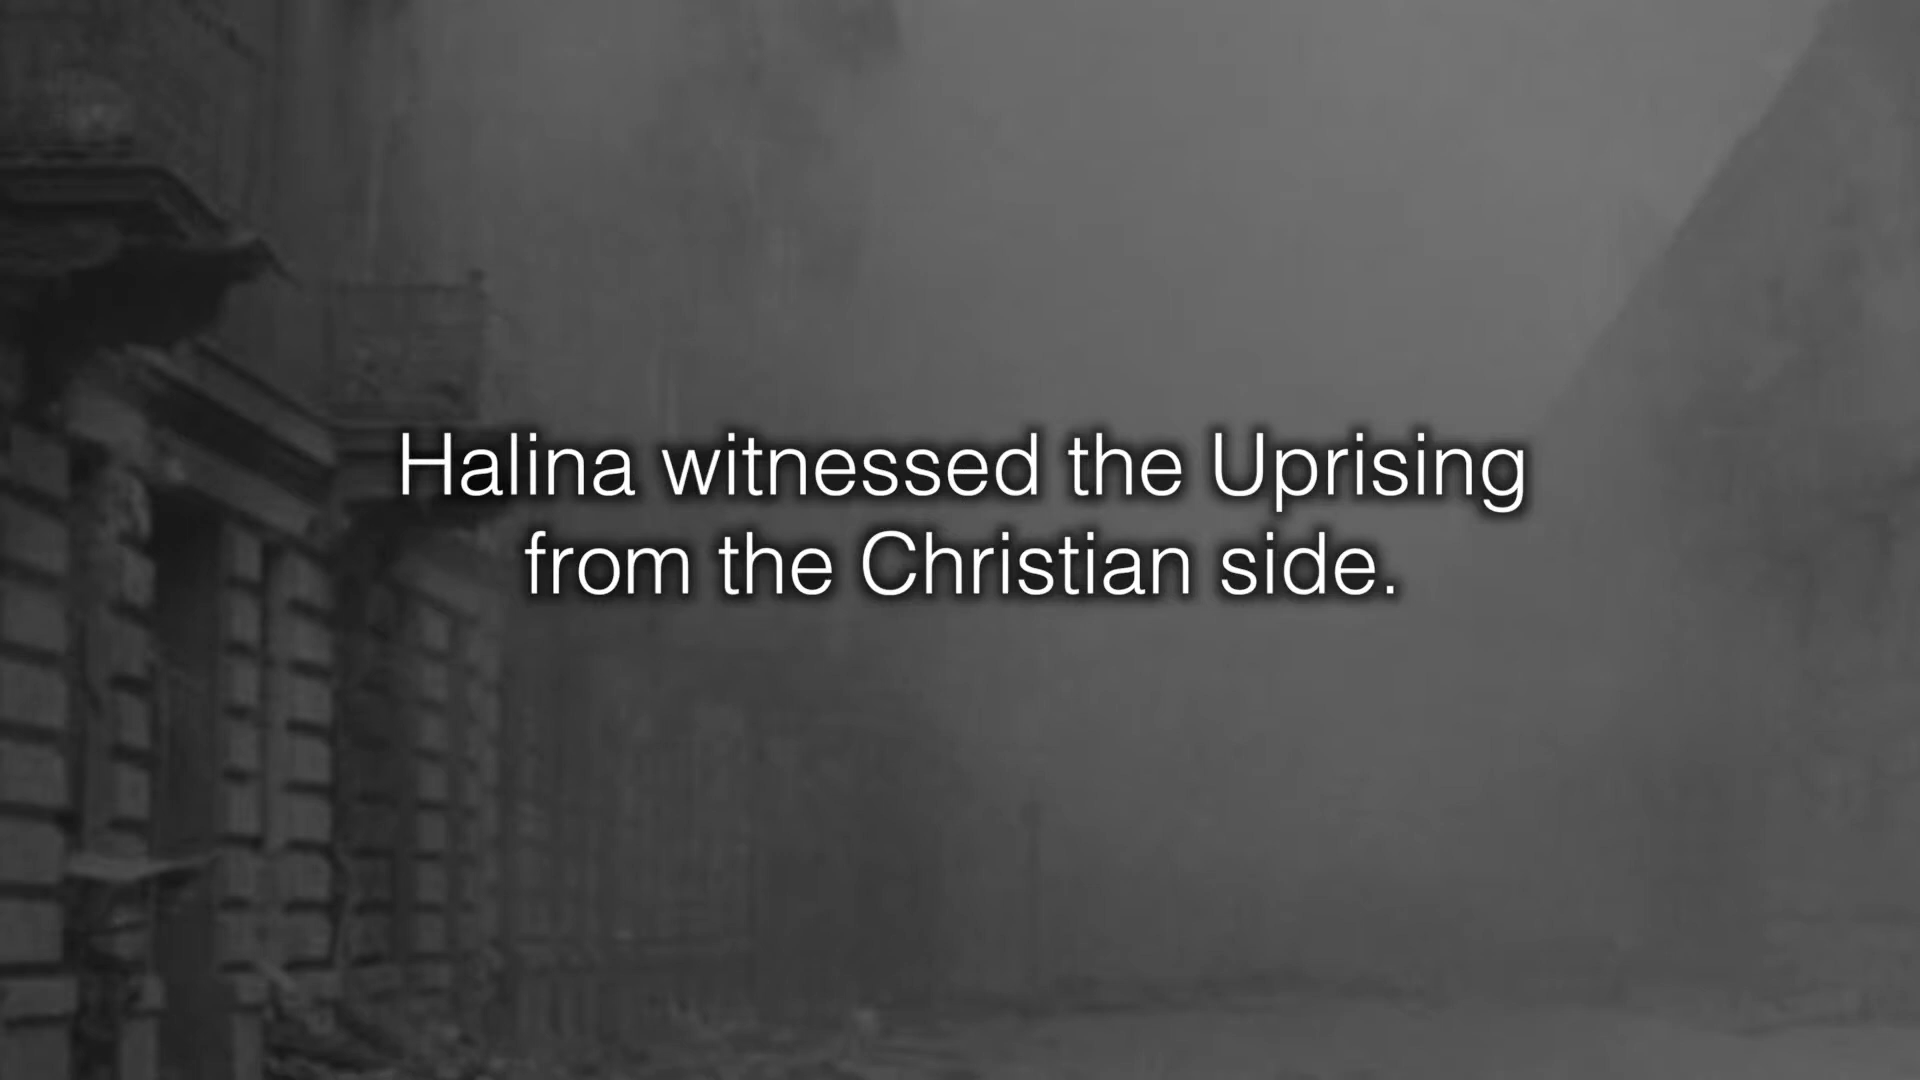 Halina witnessed the Uprising
from the Christian side.